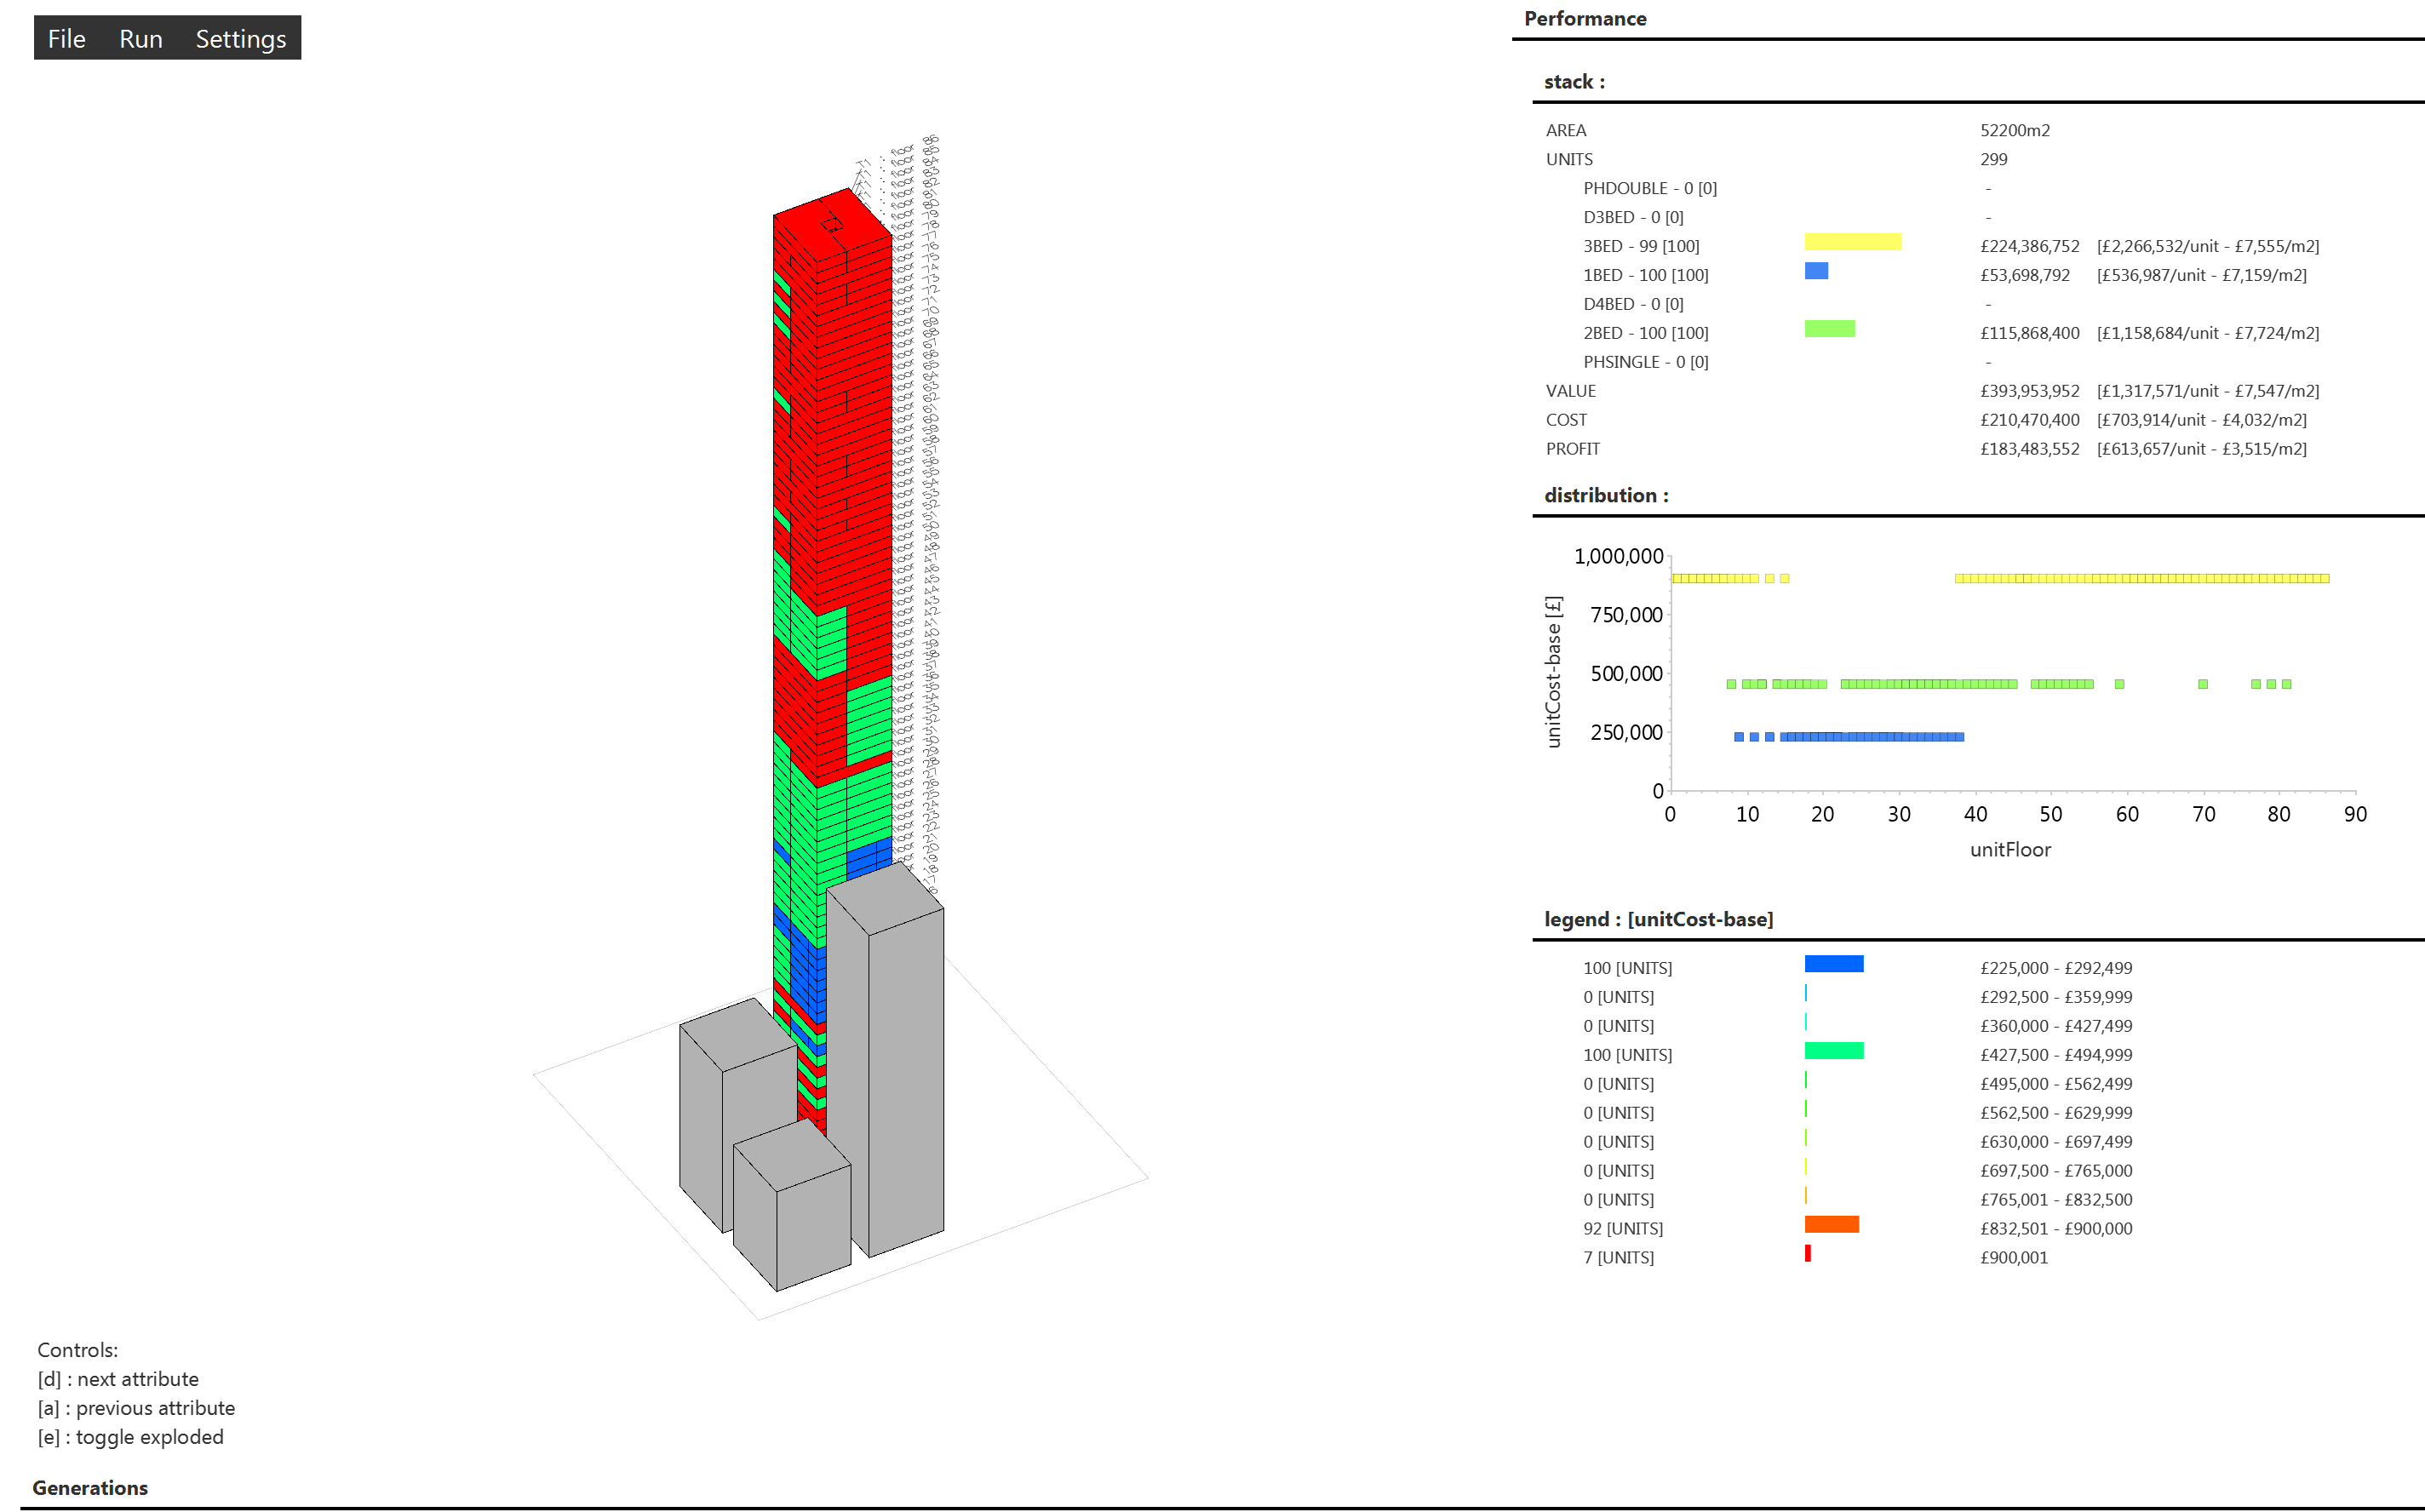 File Run Settings
Performance
stack :
AREA 52200m2
UNITS 299
PHDOUBLE - 0 [0] -
D3BED - 0 [0] -
3BED - 99 [100] £224,386,752 [£2,266,532/unit - £7,555/m2]
1BED - 100 [100] £53,698,792 [£536,987/unit - £7,159/m2]
D4BED - 0 [0] -
2BED - 100 [100] £115,868,400 [£1,158,684/unit - £7,724/m2]
PHSINGLE - 0 [0] -
VALUE £393,953,952 [£1,317,571/unit - £7,547/m2]
COST £210,470,400 [£703,914/unit - £4,032/m2]
PROFIT £183,483,552 [£613,657/unit - £3,515/m2]
distribution :
unitCost-base [£]
1,000,000
750,000
500,000
250,000
0
0 10 20 30 40 50 60 70 80 90
unitFloor
legend : [unitCost-base]
100 [UNITS] £225,000 - £292,499
0 [UNITS] £292,500 - £359,999
0 [UNITS] £360,000 - £427,499
100 [UNITS] £427,500 - £494,999
0 [UNITS] £495,000 - £562,499
0 [UNITS] £562,500 - £629,999
0 [UNITS] £630,000 - £697,499
0 [UNITS] £697,500 - £765,000
0 [UNITS] £765,001 - £832,500
92 [UNITS] £832,501 - £900,000
7 [UNITS] £900,001
Controls:
[d] : next attribute
[a] : previous attribute
[e] : toggle exploded
Generations